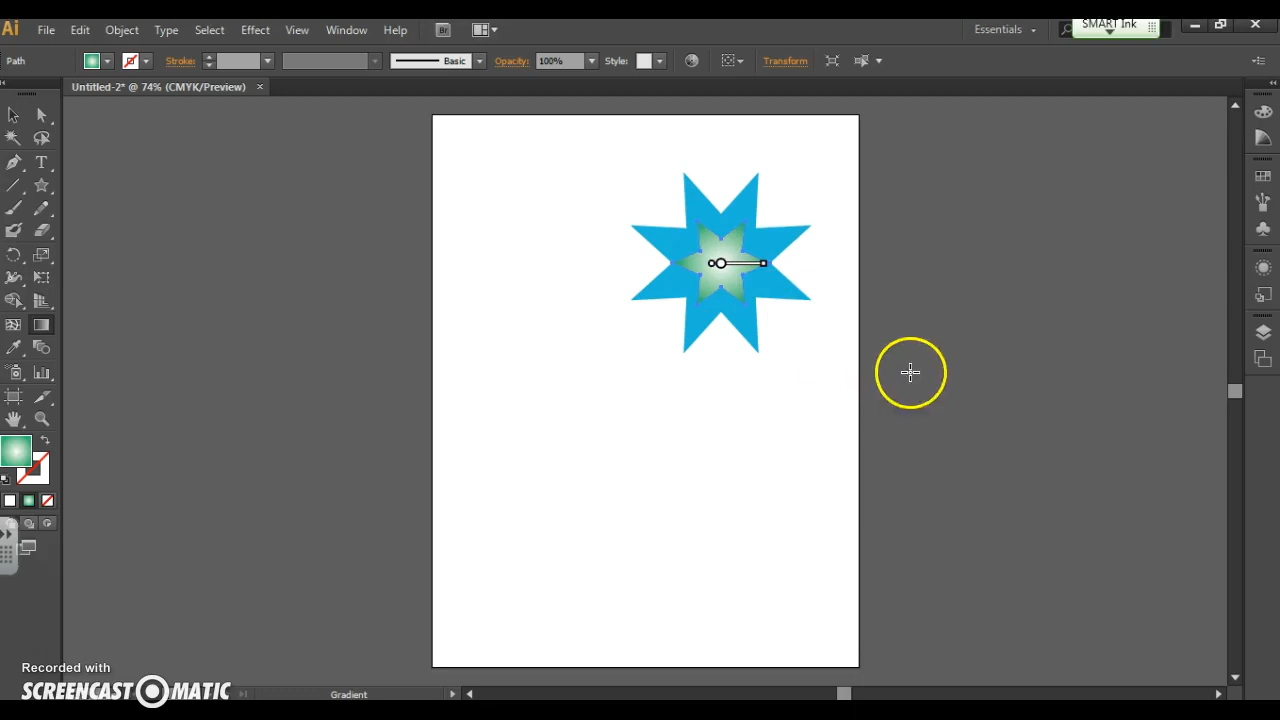 SMART Ink
Ai File Edit Object Type Select Effect View Window Help Br Essentials
Path Stroke: Basic Opacity: 100% Style: Transform
Untitled-2* @ 74% (CMYK/Preview) ×
T
Recorded with
SCREENCAST MATIC
Gradient